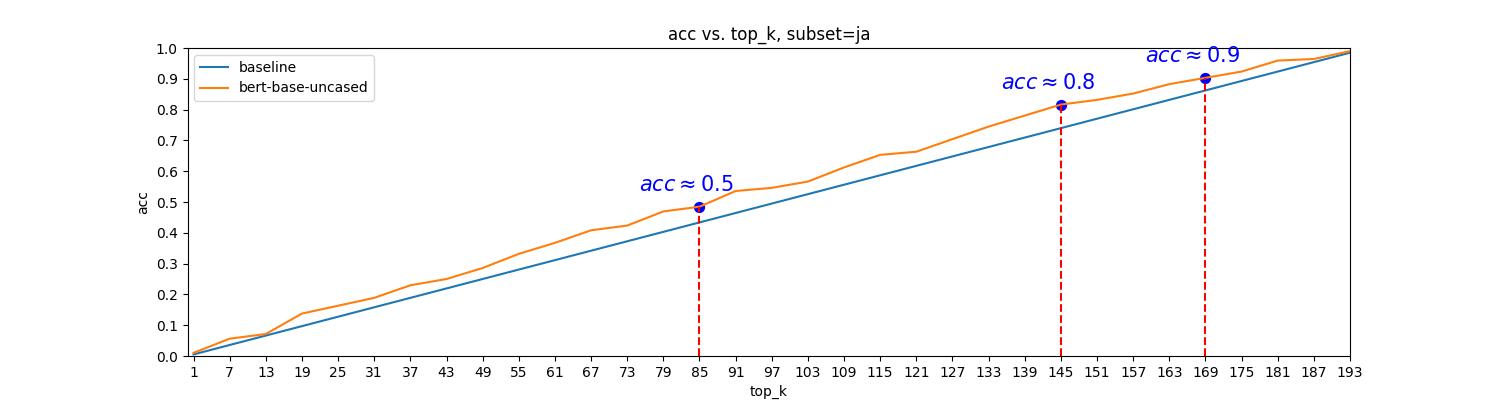 acc vs. top_k, subset=ja
baseline
bert-base-uncased
acc ≈ 0.5
acc ≈ 0.8
acc ≈ 0.9
acc
1.0
0.9
0.8
0.7
0.6
0.5
0.4
0.3
0.2
0.1
0.0
1 7 13 19 25 31 37 43 49 55 61 67 73 79 85 91 97 103 109 115 121 127 133 139 145 151 157 163 169 175 181 187 193
top_k